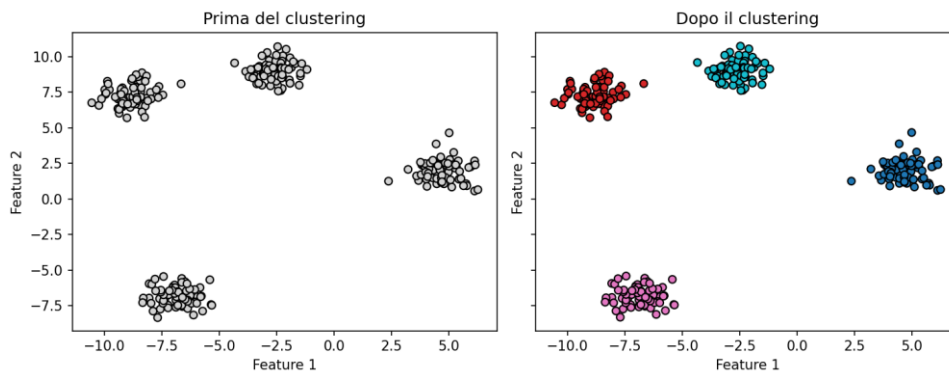 Prima del clustering
10.0
7.5
5.0
2.5
0.0
−2.5
−5.0
−7.5
Feature 2
−10.0 −7.5 −5.0 −2.5 0.0 2.5 5.0
Feature 1
Dopo il clustering
Feature 2
−10.0 −7.5 −5.0 −2.5 0.0 2.5 5.0
Feature 1